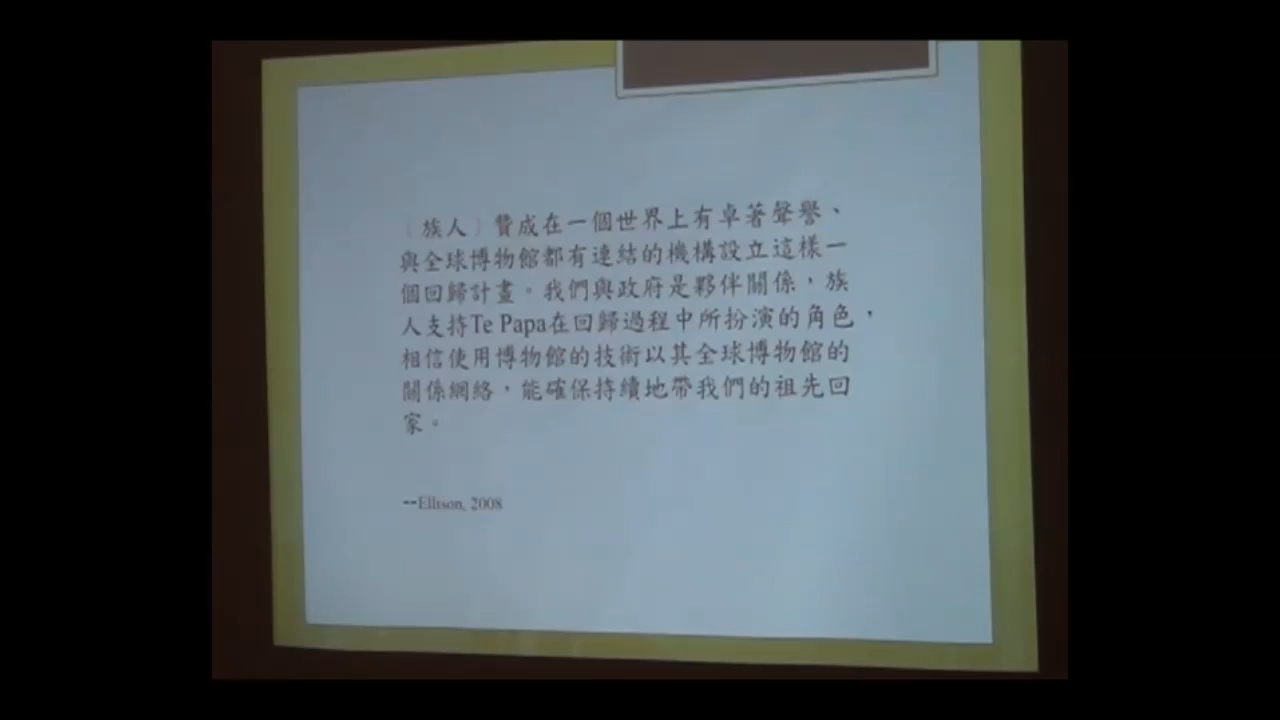 〔族人〕贊成在一個世界上有卓著聲譽、
與全球博物館都有連結的機構設立這樣一
個回歸計畫。我們與政府是夥伴關係，族
人支持Te Papa在回歸過程中所扮演的角色，
相信使用博物館的技術以其全球博物館的
關係網絡，能確保持續地帶我們的祖先回
家。
--Ellison, 2008